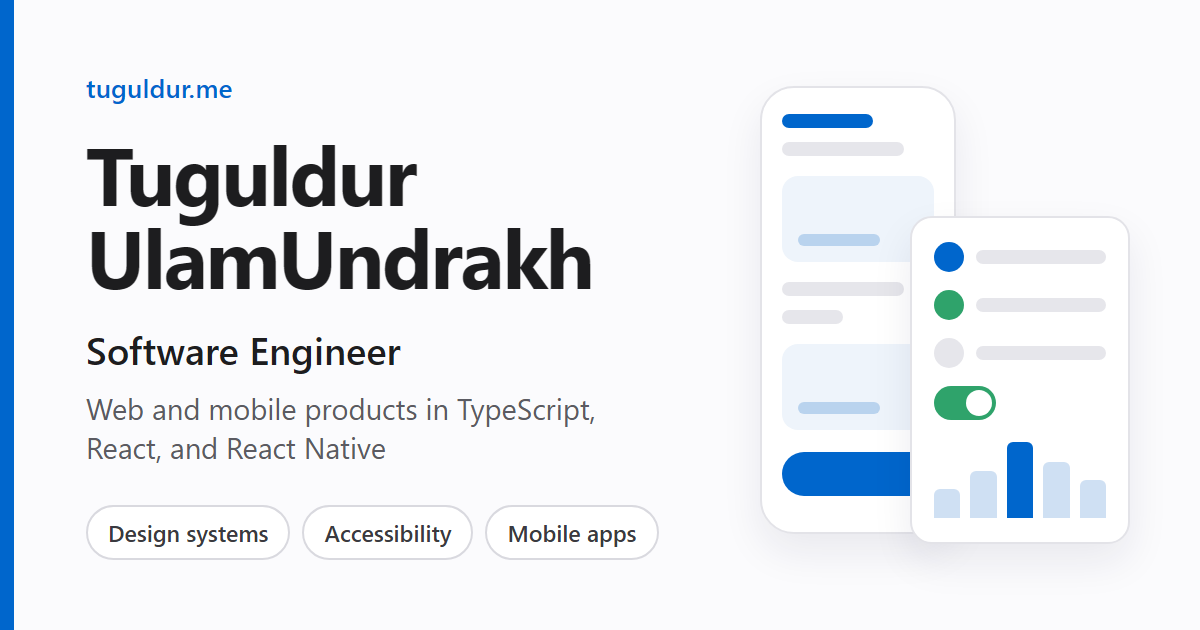 tuguldur.me
Tuguldur
UlamUndrakh
Software Engineer
Web and mobile products in TypeScript,
React, and React Native
Design systems
Accessibility
Mobile apps